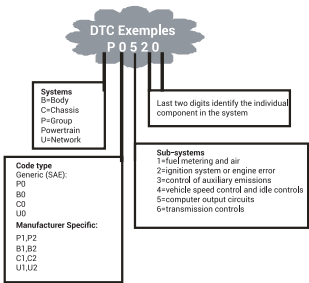 DTC Exemples
P 0 5 2 0
Systems
B=Body
C=Chassis
P=Group
Powertrain
U=Network
Last two digits identify the individual
component in the system
Code type
Generic (SAE):
P0
B0
C0
U0
Manufacturer Specific:
P1,P2
B1,B2
C1,C2
U1,U2
Sub-systems
1=fuel metering and air
2=ignition system or engine error
3=control of auxiliary emissions
4=vehicle speed control and idle controls
5=computer output circuits
6=transmission controls